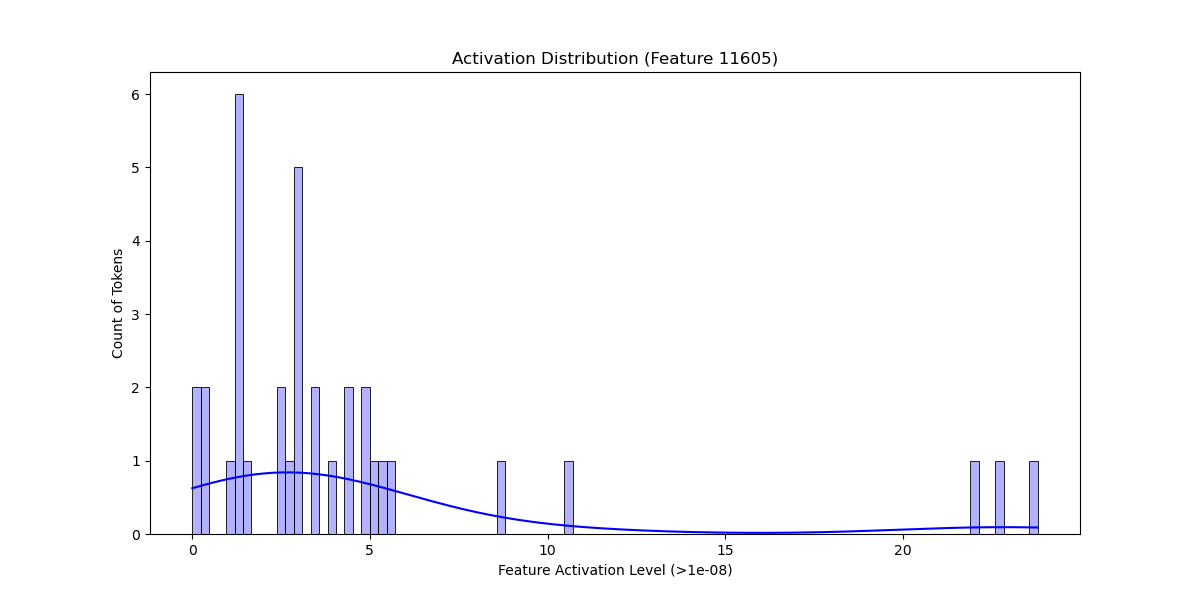 Activation Distribution (Feature 11605)
6
5
4
3
2
1
0
Count of Tokens
0 5 10 15 20
Feature Activation Level (>1e-08)